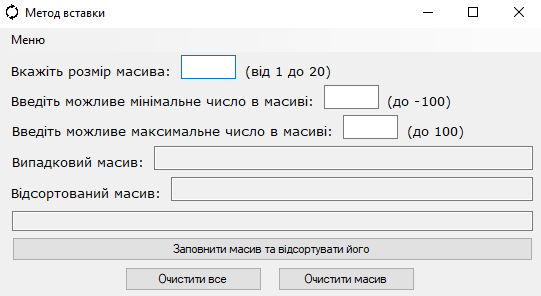 Метод вставки
Меню
Вкажіть розмір масива: (від 1 до 20)
Введіть можливе мінімальне число в масиві: (до -100)
Введіть можливе максимальне число в масиві: (до 100)
Випадковий масив:
Відсортований масив:
Заповнити масив та відсортувати його
Очистити все Очистити масив